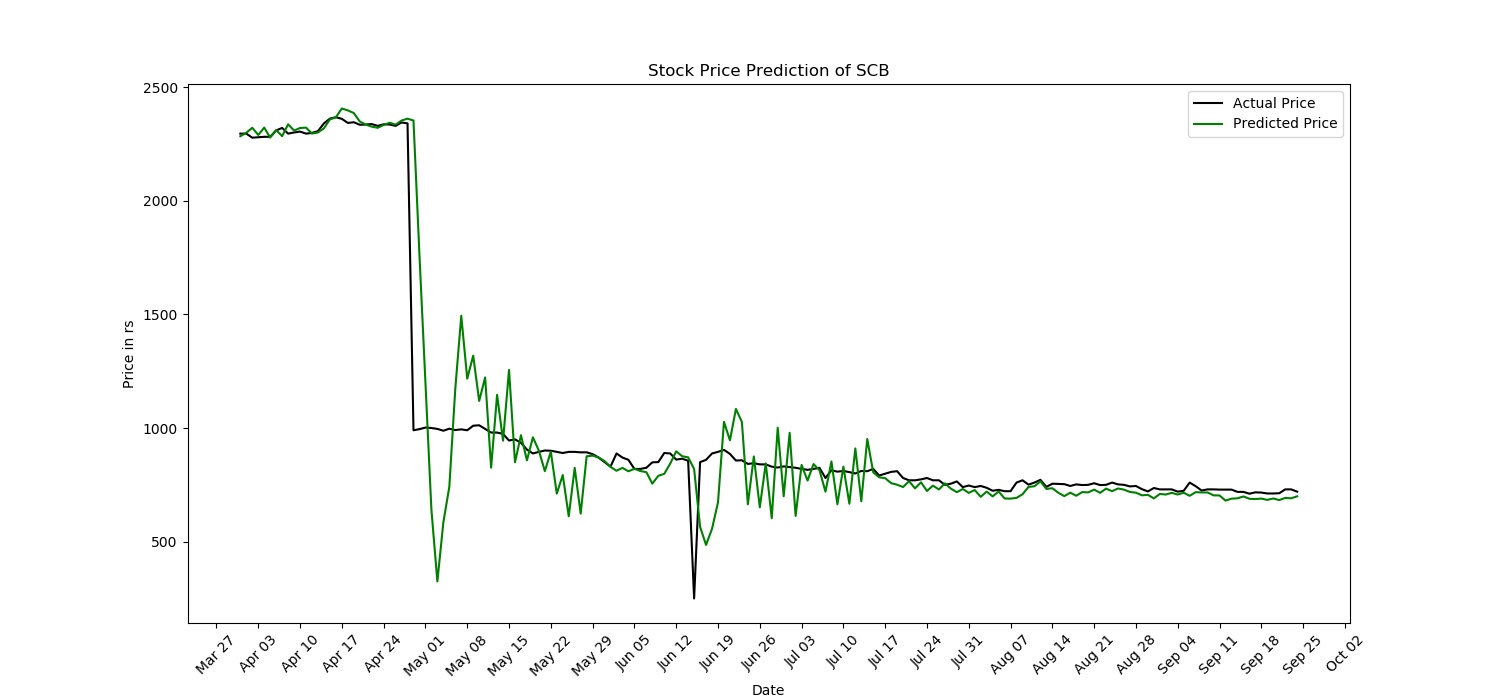 Stock Price Prediction of SCB
Actual Price
Predicted Price
2500
2000
1500
1000
500
Price in rs
Mar 27
Apr 03
Apr 10
Apr 17
Apr 24
May 01
May 08
May 15
May 22
May 29
Jun 05
Jun 12
Jun 19
Jun 26
Jul 03
Jul 10
Jul 17
Jul 24
Jul 31
Aug 07
Aug 14
Aug 21
Aug 28
Sep 04
Sep 11
Sep 18
Sep 25
Oct 02
Date